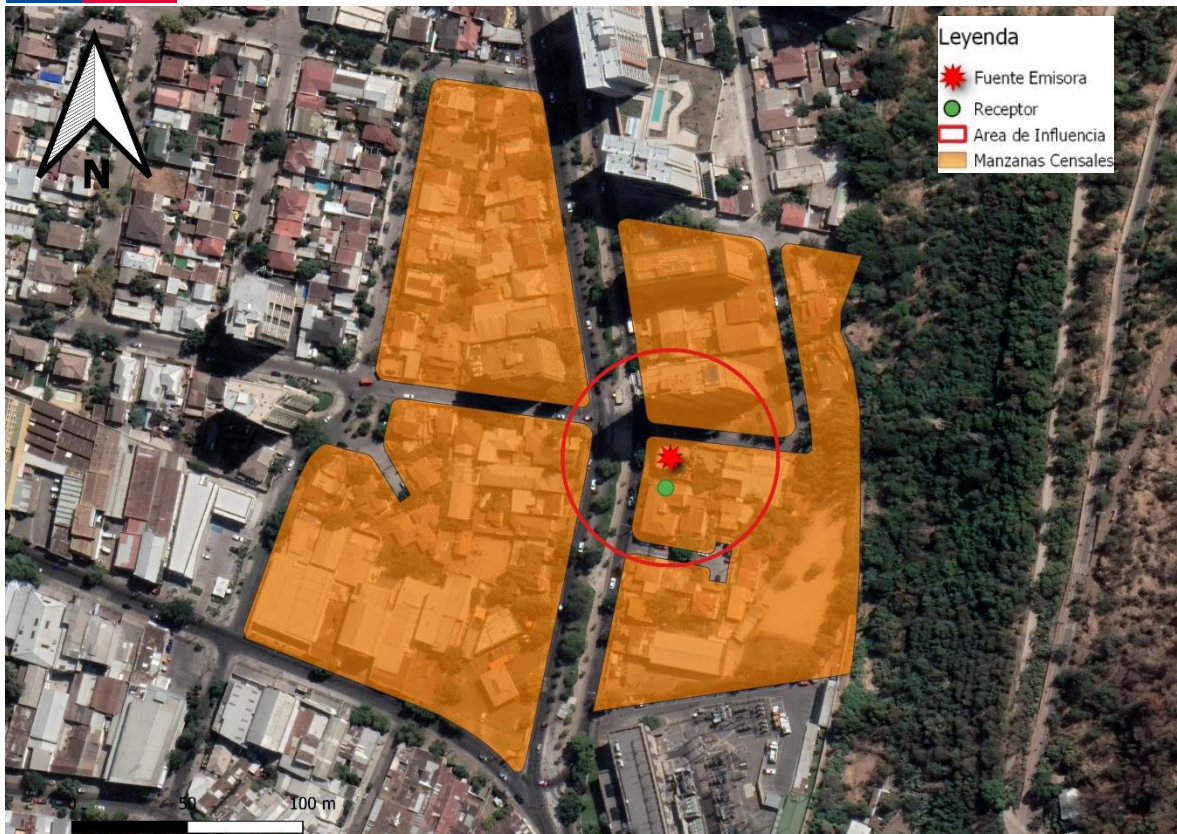 Leyenda
Fuente Emisora
Receptor
Area de Influencia
Manzanas Censales
N
0 50 100 m